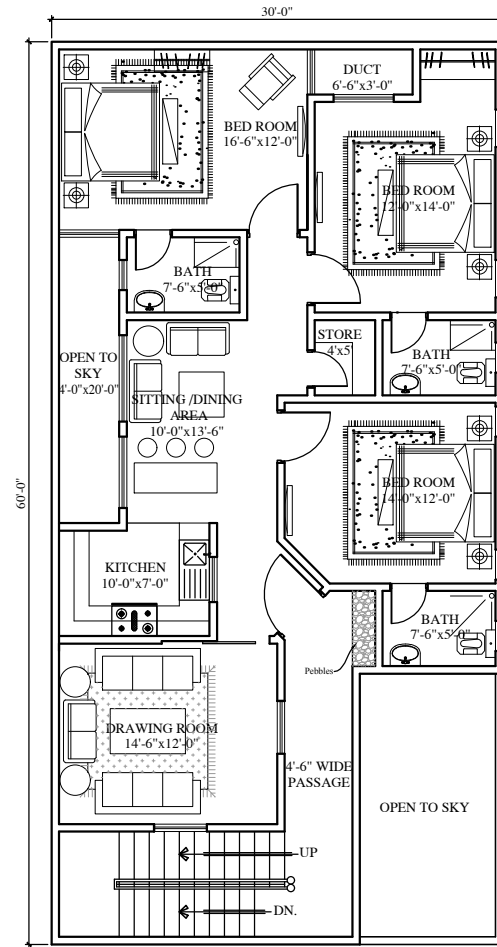 30'-0"
DUCT
6'-6"x3'-0"
BED ROOM
16'-6"x12'-0"
BED ROOM
12'-0"x14'-0"
BATH
7'-6"x5'-0"
STORE
4'x5'
BATH
7'-6"x5'-0"
OPEN TO
SKY
4'-0"x20'-0"
SITTING /DINING
AREA
10'-0"x13'-6"
60'-0"
BED ROOM
14'-0"x12'-0"
KITCHEN
10'-0"x7'-0"
BATH
7'-6"x5'-0"
Pebbles
DRAWING ROOM
14'-6"x12'-0"
4'-6" WIDE
PASSAGE
OPEN TO SKY
UP
DN.